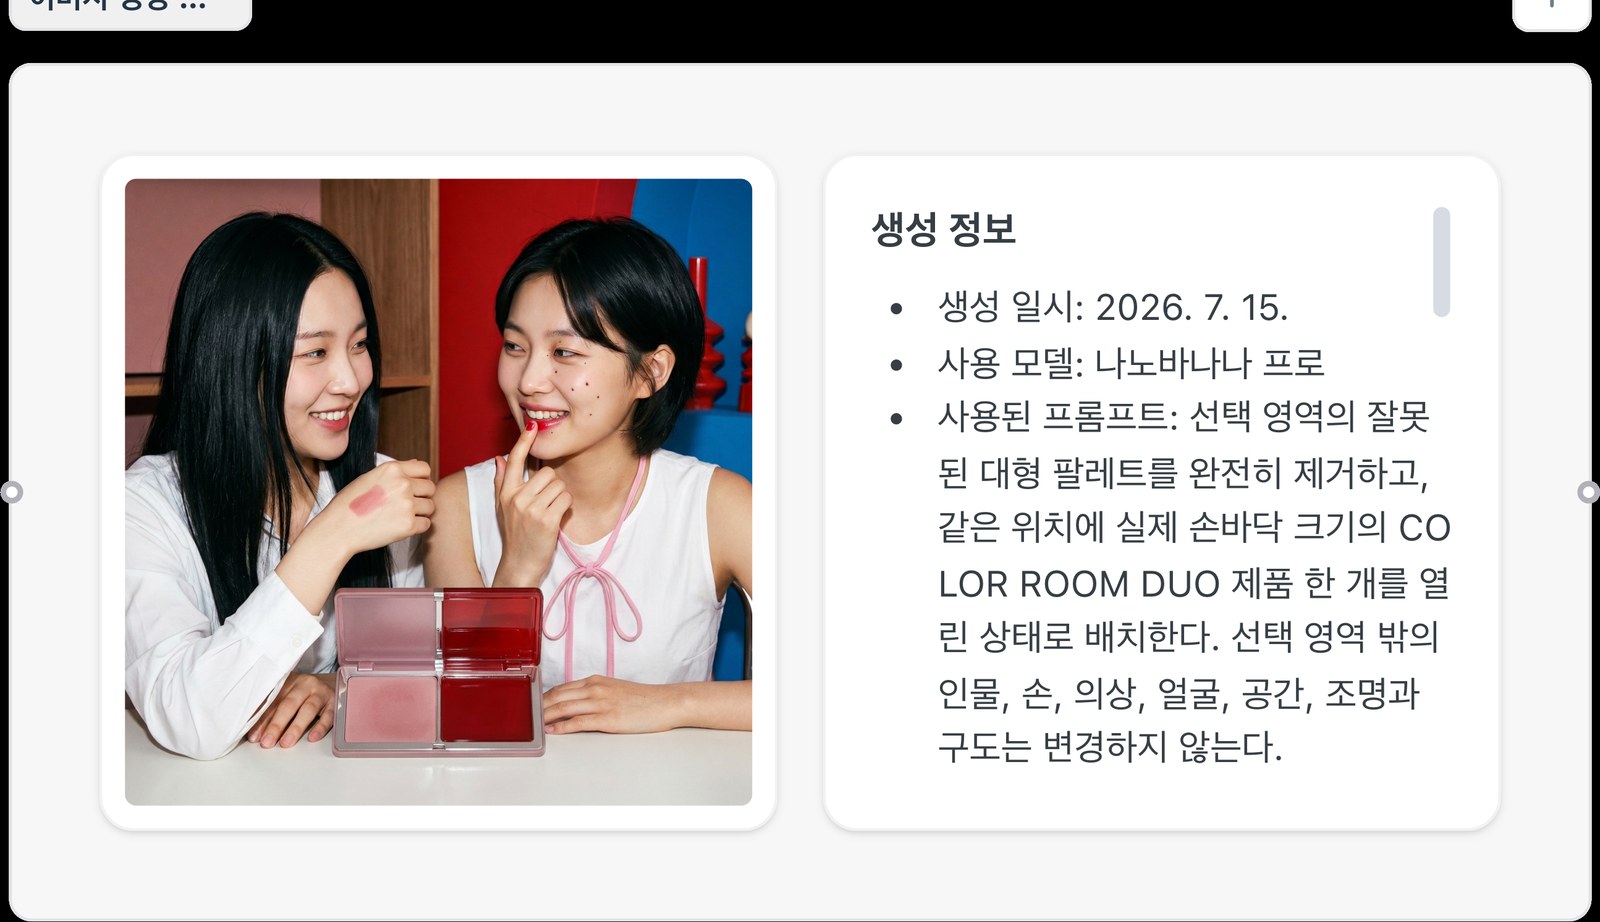 생성 정보
생성 일시: 2026. 7. 15.
사용 모델: 나노바나나 프로
사용된 프롬프트: 선택 영역의 잘못
된 대형 팔레트를 완전히 제거하고,
같은 위치에 실제 손바닥 크기의 CO
LOR ROOM DUO 제품 한 개를 열
린 상태로 배치한다. 선택 영역 밖의
인물, 손, 의상, 얼굴, 공간, 조명과
구도는 변경하지 않는다.